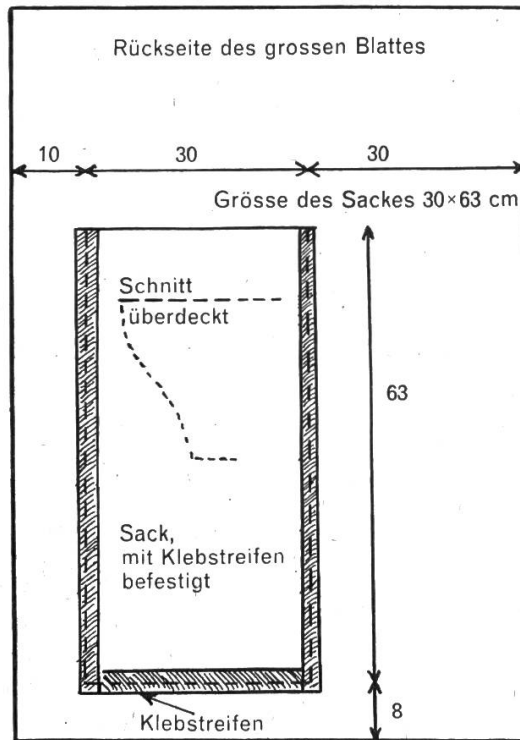 Rückseite des grossen Blattes
10 30 30
Grösse des Sackes 30×63 cm
Schnitt
überdeckt
63
Sack,
mit Klebstreifen
befestigt
8
Klebstreifen